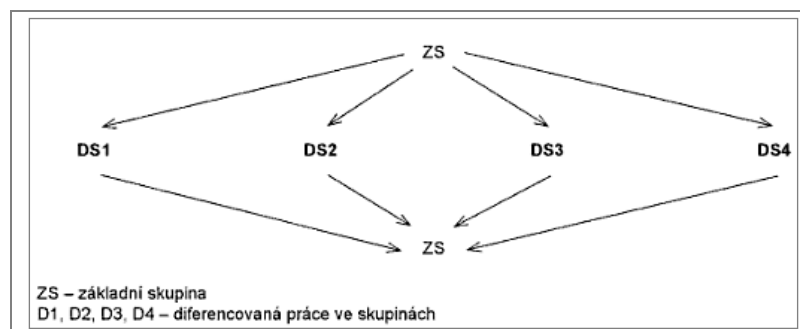 ZS
DS1 DS2 DS3 DS4
ZS
ZS – základní skupina
D1, D2, D3, D4 – diferencovaná práce ve skupinách